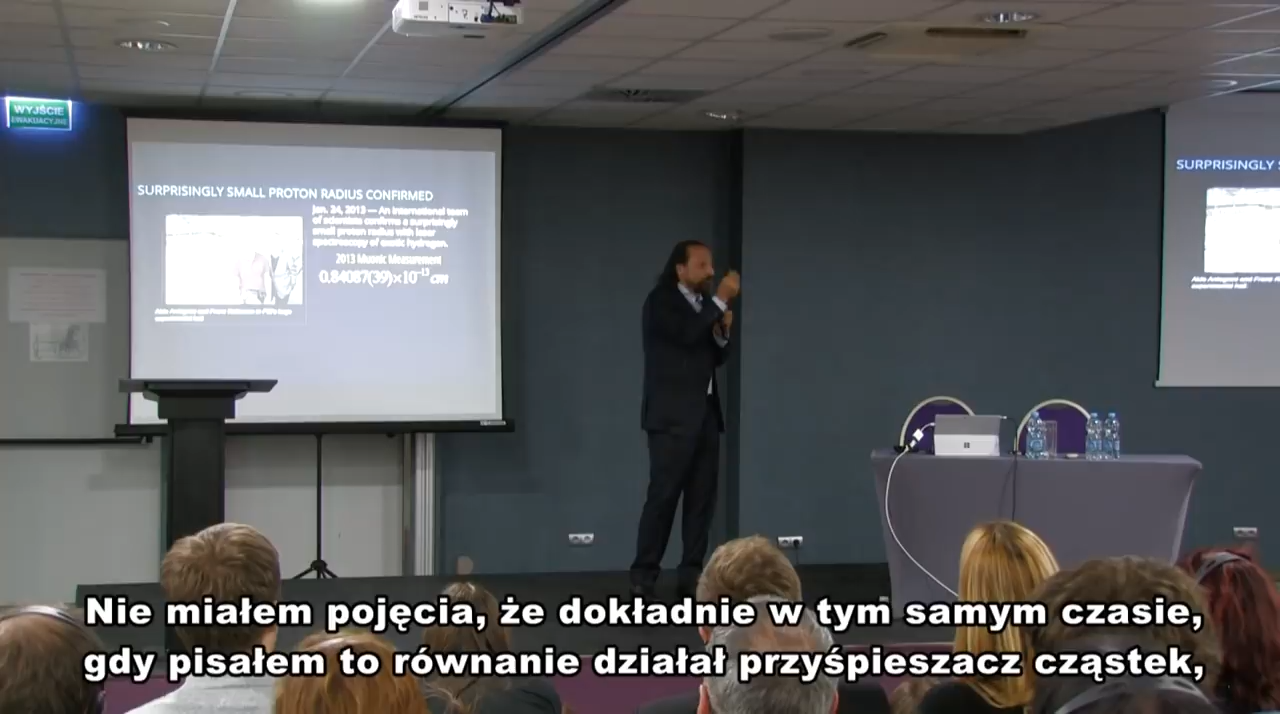 WYJŚCIE
EWAKUACYJNE
SURPRISINGLY SMALL PROTON RADIUS CONFIRMED
Jan. 24, 2013 — An international team
of scientists confirms a surprisingly
small proton radius with laser
spectroscopy of exotic hydrogen.
2013 Muonic Measurement
0.84087(39)×10⁻¹³ cm
SURPRISINGLY
Nie miałem pojęcia, że dokładnie w tym samym czasie,
gdy pisałem to równanie działał przyśpieszacz cząstek,